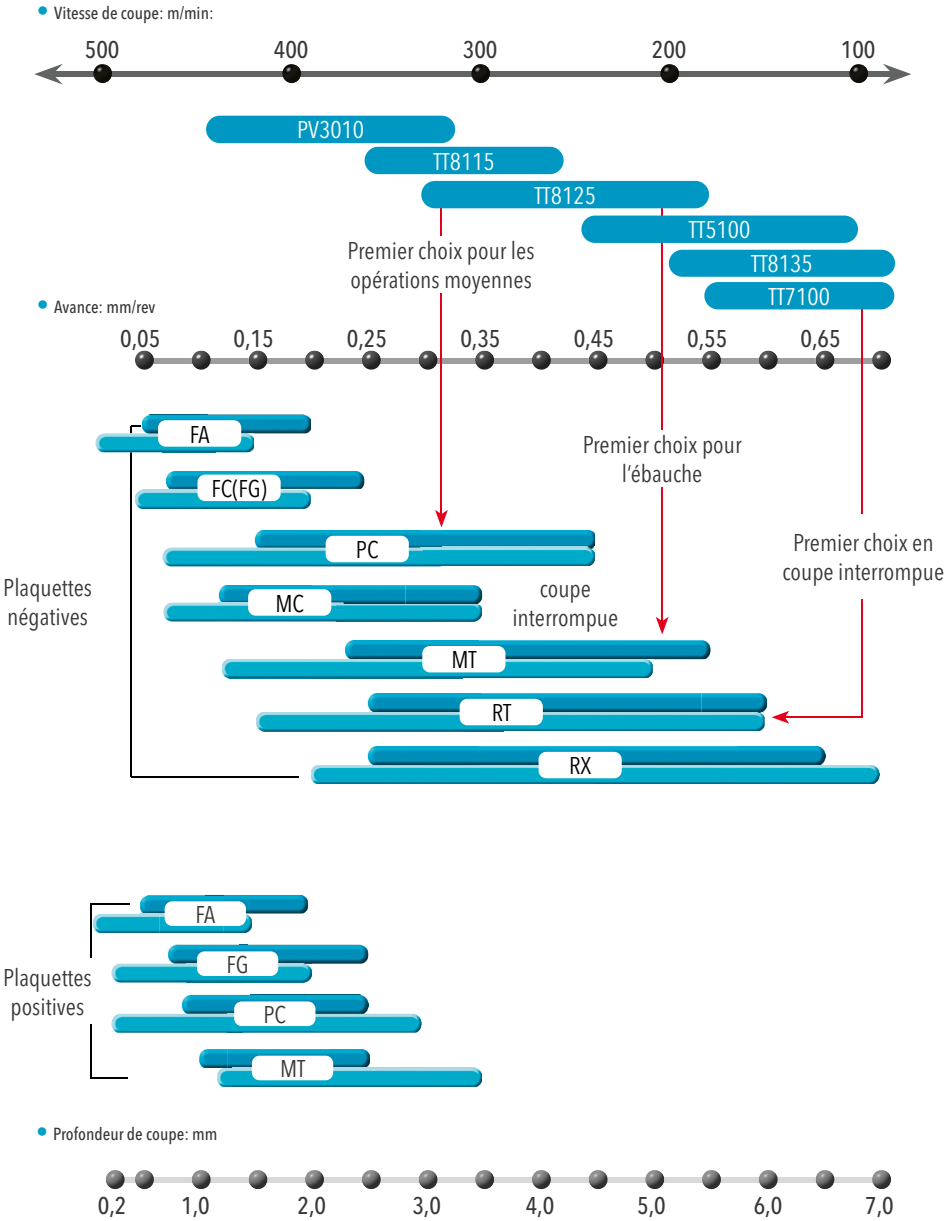 Vitesse de coupe: m/min:
500 400 300 200 100
PV3010
TT8115
TT8125
TT5100
TT8135
TT7100
Premier choix pour les
opérations moyennes
Avance: mm/rev
0,05 0,15 0,25 0,35 0,45 0,55 0,65
FA
FC(FG)
PC
MC
MT
RT
RX
Plaquettes
négatives
Premier choix pour
l'ébauche
coupe
interrompue
Premier choix en
coupe interrompue
Plaquettes
positives
FA
FG
PC
MT
Profondeur de coupe: mm
0,2 1,0 2,0 3,0 4,0 5,0 6,0 7,0